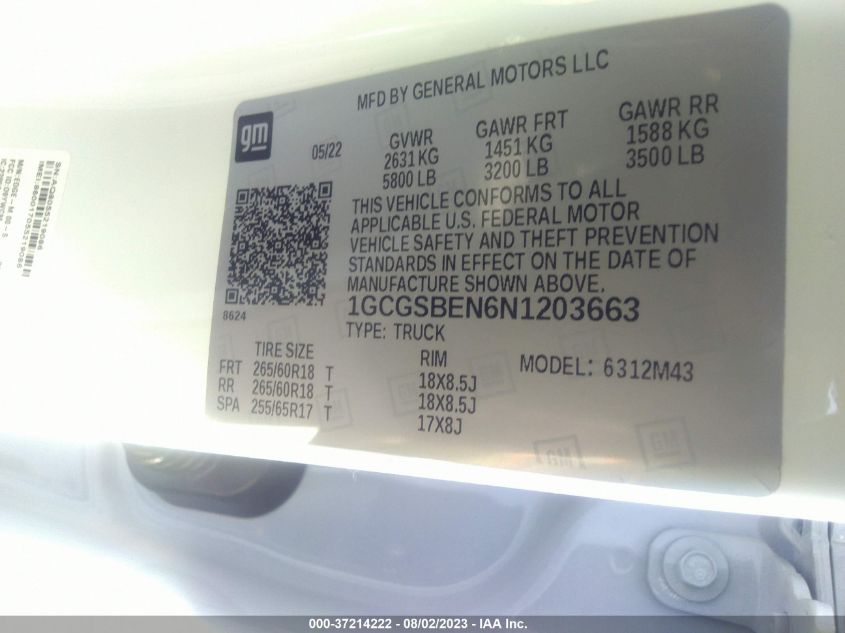 MFD BY GENERAL MOTORS LLC
gm
05/22
GVWR
2631 KG
5800 LB
GAWR FRT
1451 KG
3200 LB
GAWR RR
1588 KG
3500 LB
THIS VEHICLE CONFORMS TO ALL
APPLICABLE U.S. FEDERAL MOTOR
VEHICLE SAFETY AND THEFT PREVENTION
STANDARDS IN EFFECT ON THE DATE OF
MANUFACTURE SHOWN ABOVE.
8624
1GCGSBEN6N1203663
TYPE: TRUCK
TIRE SIZE
RIM
MODEL: 6312M43
FRT 265/60R18 T 18X8.5J
RR 265/60R18 T 18X8.5J
SPA 255/65R17 T 17X8J
GM
GM
000-37214222 - 08/02/2023 - IAA Inc.